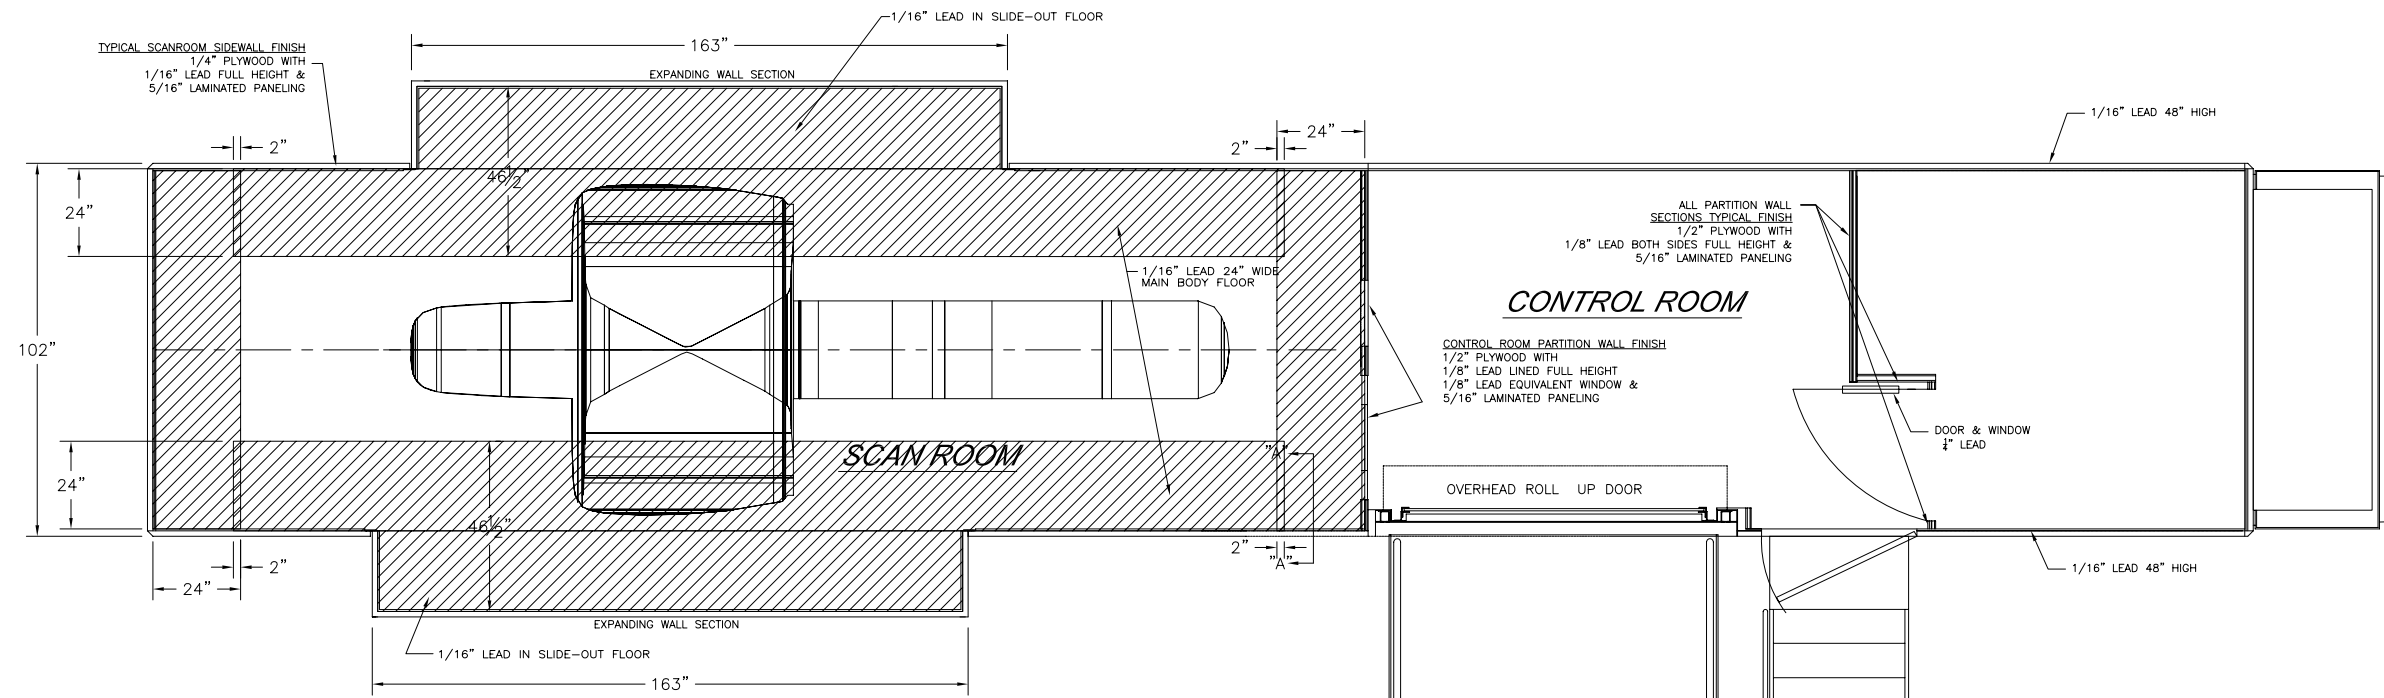 1/16" LEAD IN SLIDE-OUT FLOOR
163"
TYPICAL SCANROOM SIDEWALL FINISH
1/4" PLYWOOD WITH
1/16" LEAD FULL HEIGHT &
5/16" LAMINATED PANELING
EXPANDING WALL SECTION
1/16" LEAD 48" HIGH
2"
2"
24"
46½"
24"
ALL PARTITION WALL
SECTIONS TYPICAL FINISH
1/2" PLYWOOD WITH
1/8" LEAD BOTH SIDES FULL HEIGHT &
5/16" LAMINATED PANELING
1/16" LEAD 24" WIDE
MAIN BODY FLOOR
CONTROL ROOM
102"
CONTROL ROOM PARTITION WALL FINISH
1/2" PLYWOOD WITH
1/8" LEAD LINED FULL HEIGHT
1/8" LEAD EQUIVALENT WINDOW &
5/16" LAMINATED PANELING
DOOR & WINDOW
¼" LEAD
SCAN ROOM
"A"
24"
OVERHEAD ROLL UP DOOR
46½"
2"
"A"
2"
24"
1/16" LEAD 48" HIGH
EXPANDING WALL SECTION
1/16" LEAD IN SLIDE-OUT FLOOR
163"